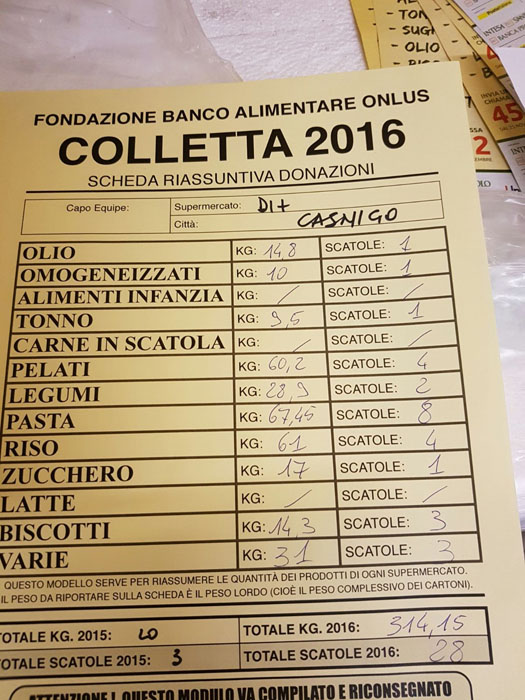 TON
SUGH
OLIO
FONDAZIONE BANCO ALIMENTARE ONLUS
COLLETTA 2016
SCHEDA RIASSUNTIVA DONAZIONI
Capo Equipe: Supermercato: DI+
Città: CASNIGO
OLIO KG: 14,8 SCATOLE: 1
OMOGENEIZZATI KG: 10 SCATOLE: 1
ALIMENTI INFANZIA KG: / SCATOLE: /
TONNO KG: 9,5 SCATOLE: 1
CARNE IN SCATOLA KG: / SCATOLE: /
PELATI KG: 60,2 SCATOLE: 4
LEGUMI KG: 28,9 SCATOLE: 2
PASTA KG: 67,45 SCATOLE: 8
RISO KG: 61 SCATOLE: 4
ZUCCHERO KG: 17 SCATOLE: 1
LATTE KG: / SCATOLE: /
BISCOTTI KG: 14,3 SCATOLE: 3
VARIE KG: 31 SCATOLE: 3
QUESTO MODELLO SERVE PER RIASSUMERE LE QUANTITÀ DEI PRODOTTI DI OGNI SUPERMERCATO.
IL PESO DA RIPORTARE SULLA SCHEDA È IL PESO LORDO (CIOÈ IL PESO COMPLESSIVO DEI CARTONI).
TOTALE KG. 2015: 20 TOTALE KG. 2016: 314,15
TOTALE SCATOLE 2015: 3 TOTALE SCATOLE 2016: 28
ATTENZIONE! QUESTO MODULO VA COMPILATO E RICONSEGNATO